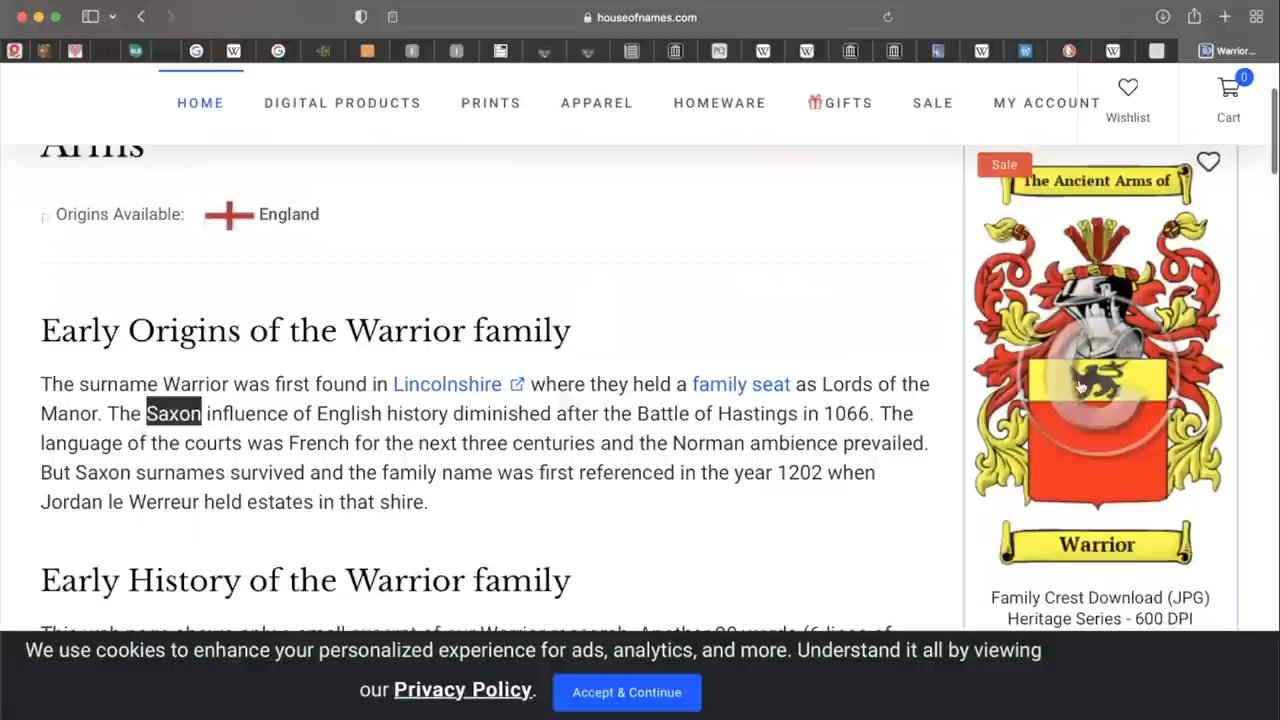 houseofnames.com
Warrior...
HOME
DIGITAL PRODUCTS
PRINTS
APPAREL
HOMEWARE
GIFTS
SALE
MY ACCOUNT
Wishlist
0
Cart
Arms
Origins Available:
England
Early Origins of the Warrior family
The surname Warrior was first found in Lincolnshire where they held a family seat as Lords of the
Manor. The Saxon influence of English history diminished after the Battle of Hastings in 1066. The
language of the courts was French for the next three centuries and the Norman ambience prevailed.
But Saxon surnames survived and the family name was first referenced in the year 1202 when
Jordan le Werreur held estates in that shire.
Early History of the Warrior family
Sale
The Ancient Arms of
Warrior
Family Crest Download (JPG)
Heritage Series - 600 DPI
We use cookies to enhance your personalized experience for ads, analytics, and more. Understand it all by viewing
our Privacy Policy.
Accept & Continue